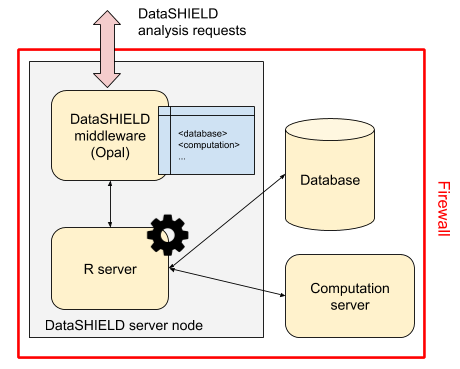 DataSHIELD
analysis requests
DataSHIELD
middleware
(Opal)
<database>
<computation>
...
Database
Firewall
R server
Computation
server
DataSHIELD server node